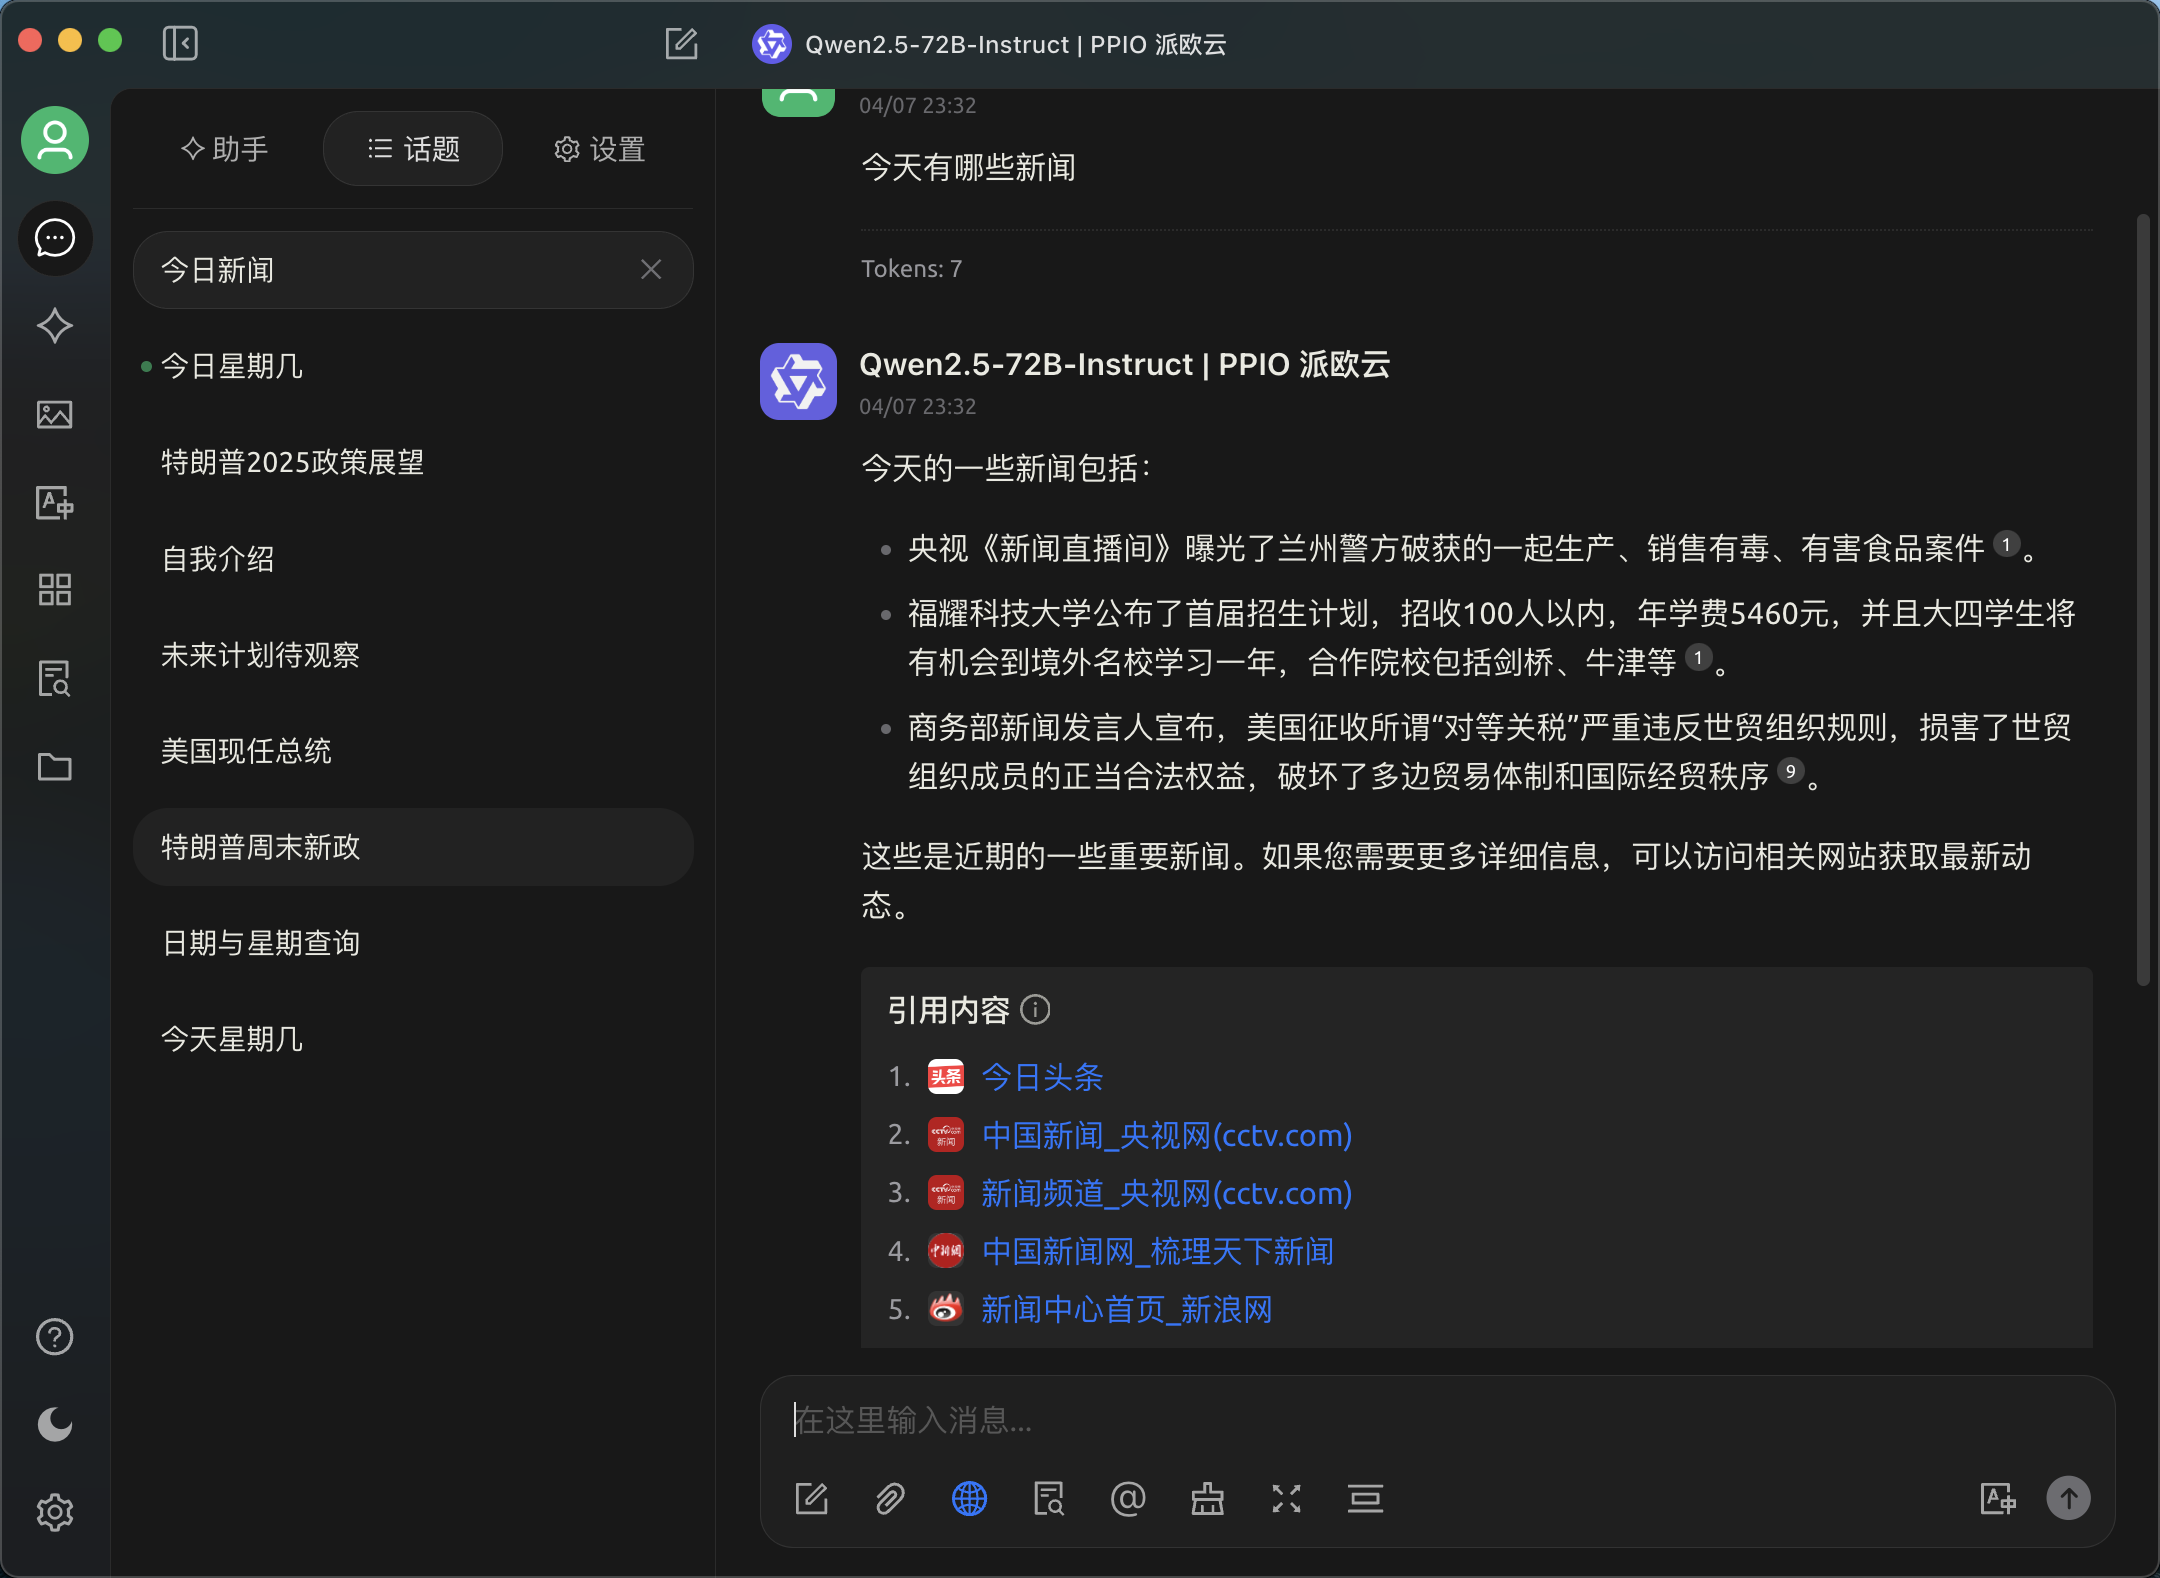 Qwen2.5-72B-Instruct | PPIO 派欧云
助手
话题
设置
今日新闻
今日星期几
特朗普2025政策展望
自我介绍
未来计划待观察
美国现任总统
特朗普周末新政
日期与星期查询
今天星期几
04/07 23:32
今天有哪些新闻
Tokens: 7
Qwen2.5-72B-Instruct | PPIO 派欧云
04/07 23:32
今天的一些新闻包括：
央视《新闻直播间》曝光了兰州警方破获的一起生产、销售有毒、有害食品案件 1 。
福耀科技大学公布了首届招生计划，招收100人以内，年学费5460元，并且大四学生将
有机会到境外名校学习一年，合作院校包括剑桥、牛津等 1 。
商务部新闻发言人宣布，美国征收所谓“对等关税”严重违反世贸组织规则，损害了世贸
组织成员的正当合法权益，破坏了多边贸易体制和国际经贸秩序 9 。
这些是近期的一些重要新闻。如果您需要更多详细信息，可以访问相关网站获取最新动
态。
引用内容
1. 头条 今日头条
2. 中国新闻_央视网(cctv.com)
3. 新闻频道_央视网(cctv.com)
4. 中国新闻网_梳理天下新闻
5. 新闻中心首页_新浪网
在这里输入消息...